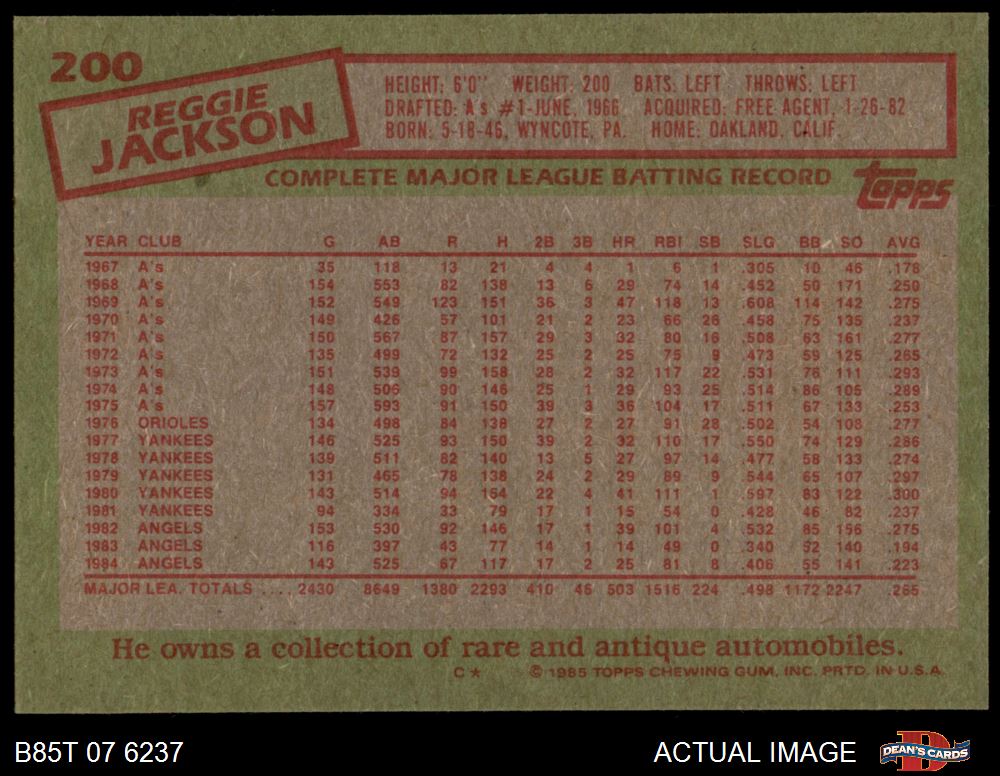 200
REGGIE
JACKSON
HEIGHT: 6'0" WEIGHT: 200 BATS: LEFT THROWS: LEFT
DRAFTED: A's #1-JUNE, 1966 ACQUIRED: FREE AGENT, 1-26-82
BORN: 5-18-46, WYNCOTE, PA. HOME: OAKLAND, CALIF.
COMPLETE MAJOR LEAGUE BATTING RECORD topps
YEAR CLUB G AB R H 2B 3B HR RBI SB SLG BB SO AVG
1967 A's 35 118 13 21 4 4 1 6 1 .305 10 46 .178
1968 A's 154 553 82 138 13 6 29 74 14 .452 50 171 .250
1969 A's 152 549 123 151 36 3 47 118 13 .608 114 142 .275
1970 A's 149 426 57 101 21 2 23 66 26 .458 75 135 .237
1971 A's 150 567 87 157 29 3 32 80 16 .508 63 161 .277
1972 A's 135 499 72 132 25 2 25 75 9 .473 59 125 .265
1973 A's 151 539 99 158 28 2 32 117 22 .531 76 111 .293
1974 A's 148 506 90 146 25 1 29 93 25 .514 86 105 .289
1975 A's 157 593 91 150 39 3 36 104 17 .511 67 133 .253
1976 ORIOLES 134 498 84 138 27 2 27 91 28 .502 54 108 .277
1977 YANKEES 146 525 93 150 39 2 32 110 17 .550 74 129 .286
1978 YANKEES 139 511 82 140 13 5 27 97 14 .477 58 133 .274
1979 YANKEES 131 465 78 138 24 2 29 89 9 .544 65 107 .297
1980 YANKEES 143 514 94 154 22 4 41 111 1 .597 83 122 .300
1981 YANKEES 94 334 33 79 17 1 15 54 0 .428 46 82 .237
1982 ANGELS 153 530 92 146 17 1 39 101 4 .532 85 156 .275
1983 ANGELS 116 397 43 77 14 1 14 49 0 .340 52 140 .194
1984 ANGELS 143 525 67 117 17 2 25 81 8 .406 55 141 .223
MAJOR LEA. TOTALS .... 2430 8649 1380 2293 410 46 503 1516 224 .498 1172 2247 .265
He owns a collection of rare and antique automobiles.
C* © 1985 TOPPS CHEWING GUM, INC. PRTD. IN U.S.A.
B85T 07 6237 ACTUAL IMAGE DEAN'S CARDS